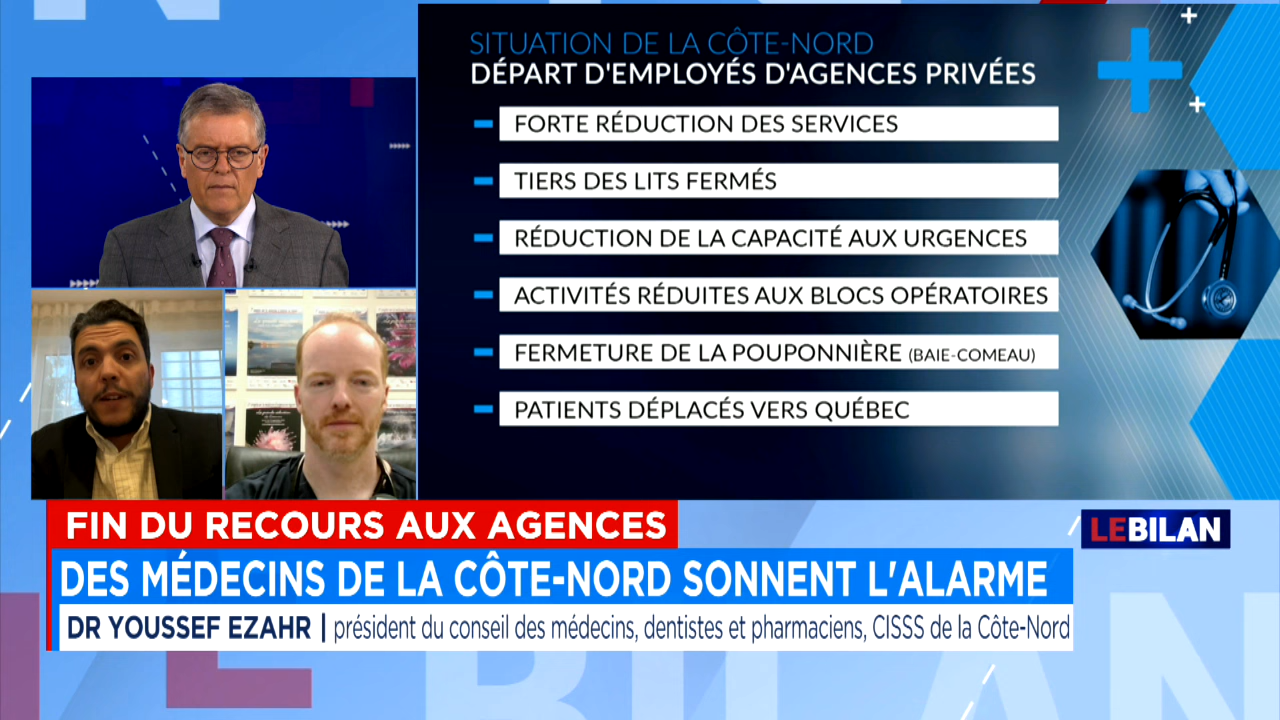 SITUATION DE LA CÔTE-NORD
DÉPART D'EMPLOYÉS D'AGENCES PRIVÉES
FORTE RÉDUCTION DES SERVICES
TIERS DES LITS FERMÉS
RÉDUCTION DE LA CAPACITÉ AUX URGENCES
ACTIVITÉS RÉDUITES AUX BLOCS OPÉRATOIRES
FERMETURE DE LA POUPONNIÈRE (BAIE-COMEAU)
PATIENTS DÉPLACÉS VERS QUÉBEC
FIN DU RECOURS AUX AGENCES
LEBILAN
DES MÉDECINS DE LA CÔTE-NORD SONNENT L'ALARME
DR YOUSSEF EZAHR | président du conseil des médecins, dentistes et pharmaciens, CISSS de la Côte-Nord